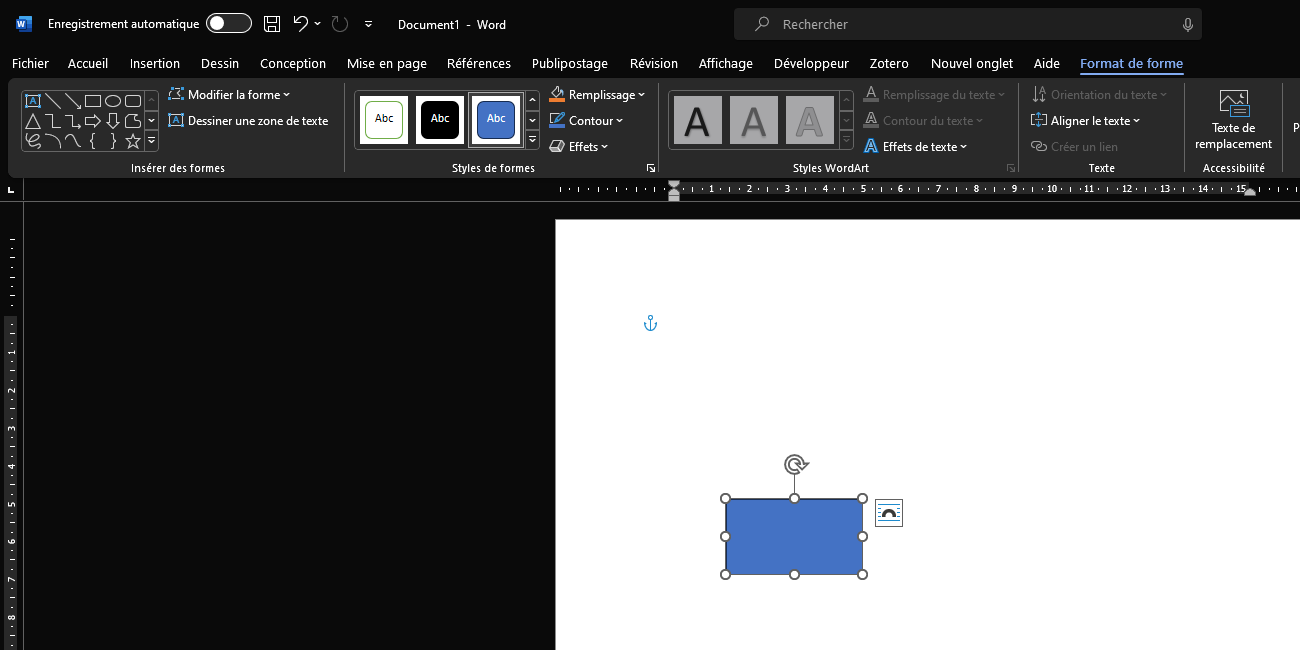 Enregistrement automatique
Document1 - Word
Rechercher
Fichier Accueil Insertion Dessin Conception Mise en page Références Publipostage Révision Affichage Développeur Zotero Nouvel onglet Aide Format de forme
Modifier la forme
Dessiner une zone de texte
Insérer des formes
Abc Abc Abc
Remplissage
Contour
Effets
Styles de formes
A A A
Remplissage du texte
Contour du texte
Effets de texte
Styles WordArt
Orientation du texte
Aligner le texte
Créer un lien
Texte
Texte de
remplacement
Accessibilité
P
1 2 3 4 5 6 7 8 9 10 11 12 13 14 15
1
2
3
4
5
6
7
8